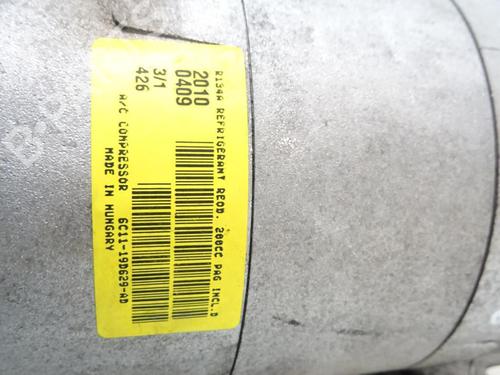 R134A REFRIGERANT REQD. 200CC PAG INCL.D
2010
0409
3/1
426
A/C COMPRESSOR 6C11-19D629-AD
MADE IN HUNGARY